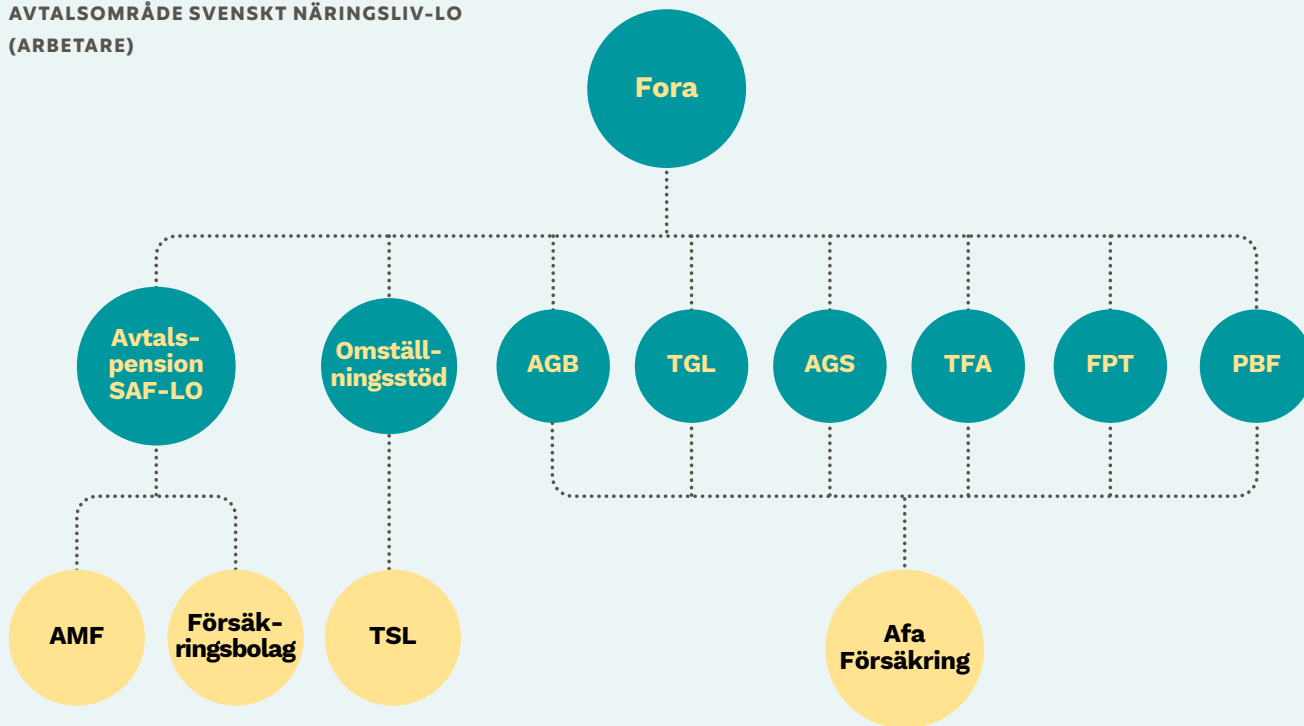 AVTALSOMRÅDE SVENSKT NÄRINGSLIV-LO
(ARBETARE)
Fora
Avtals-
pension
SAF-LO
Omställ-
ningsstöd
AGB
TGL
AGS
TFA
FPT
PBF
AMF
Försäk-
ringsbolag
TSL
Afa
Försäkring